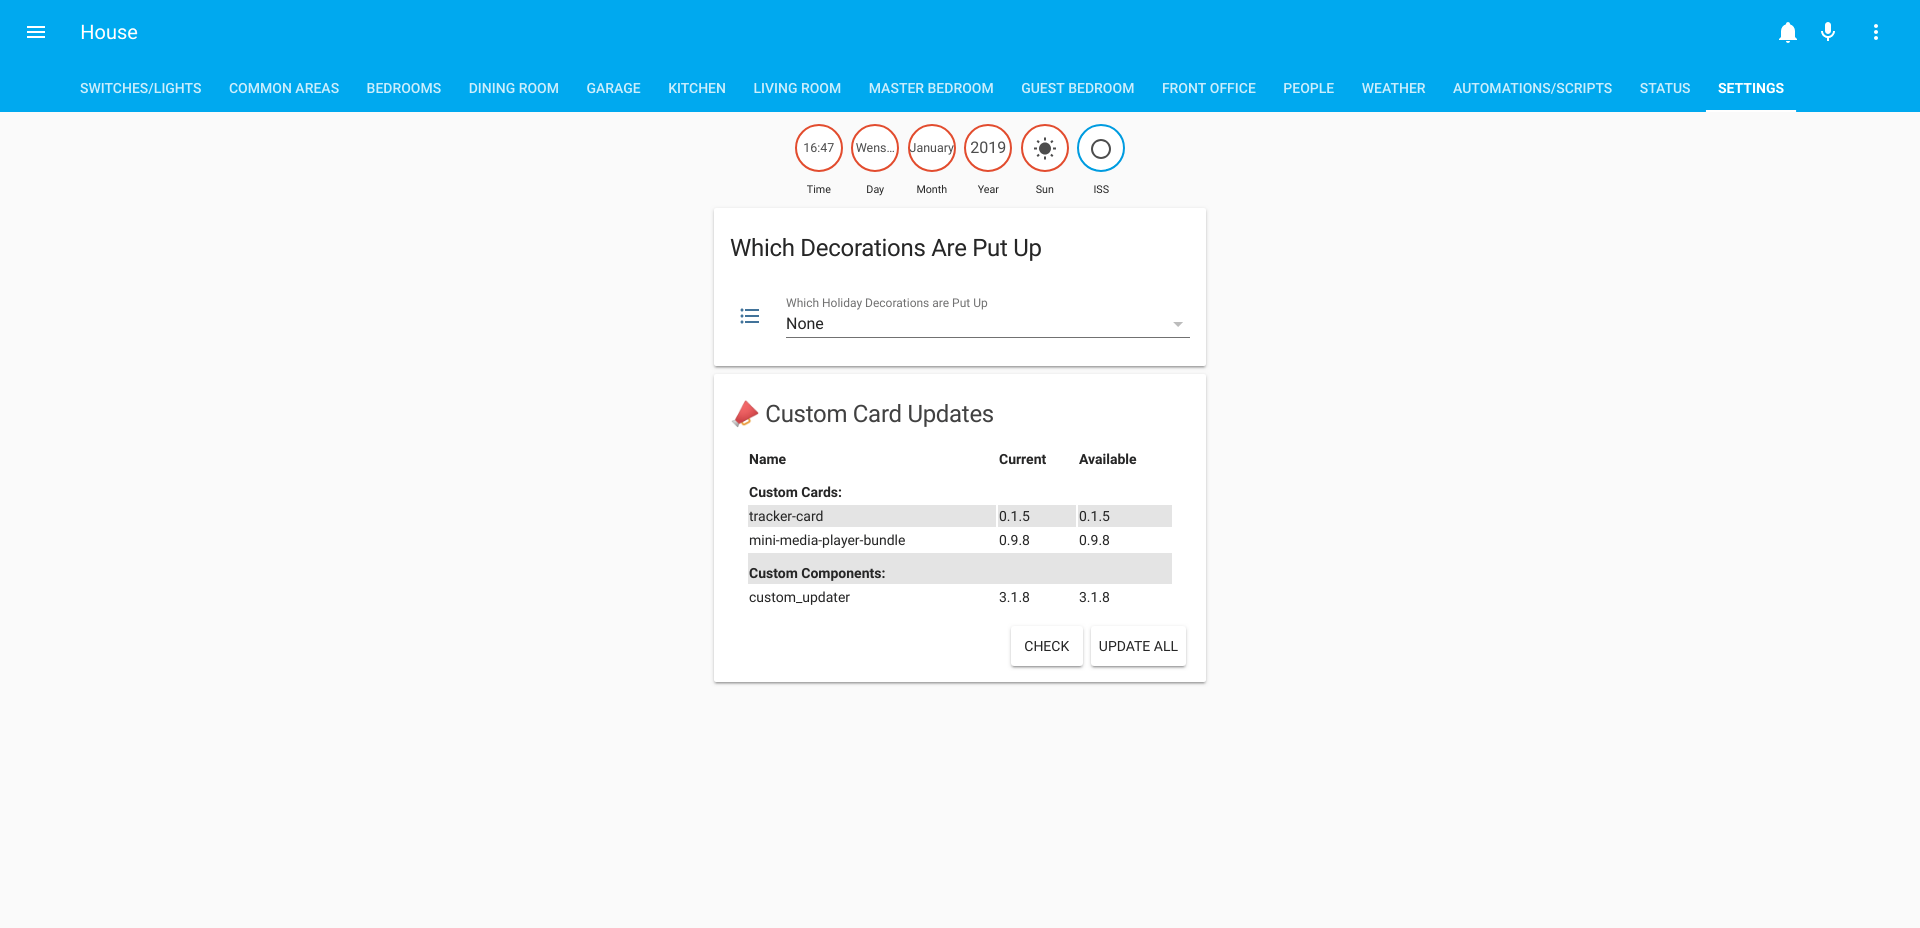 House
SWITCHES/LIGHTS COMMON AREAS BEDROOMS DINING ROOM GARAGE KITCHEN LIVING ROOM MASTER BEDROOM GUEST BEDROOM FRONT OFFICE PEOPLE WEATHER AUTOMATIONS/SCRIPTS STATUS SETTINGS
16:47 Wens... January 2019
Time Day Month Year Sun ISS
Which Decorations Are Put Up
Which Holiday Decorations are Put Up
None
Custom Card Updates
Name Current Available
Custom Cards:
tracker-card 0.1.5 0.1.5
mini-media-player-bundle 0.9.8 0.9.8
Custom Components:
custom_updater 3.1.8 3.1.8
CHECK UPDATE ALL